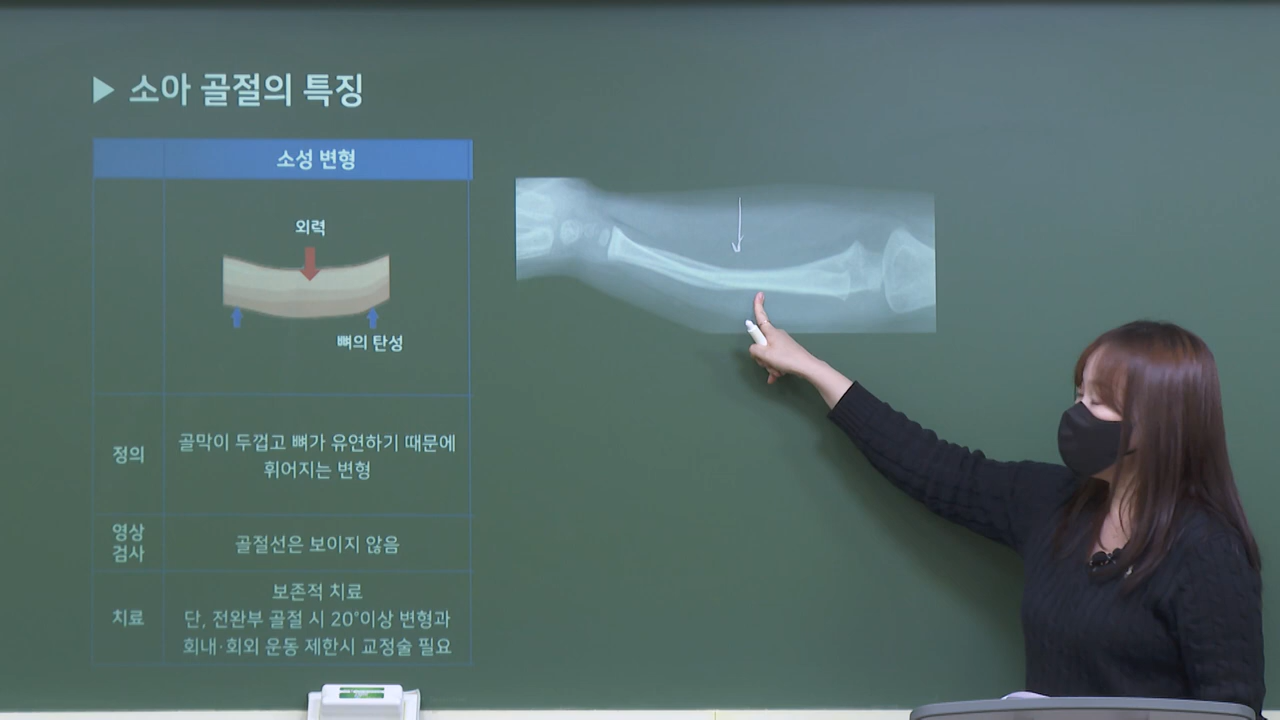 ▶ 소아 골절의 특징
소성 변형
외력
뼈의 탄성
정의
골막이 두껍고 뼈가 유연하기 때문에
휘어지는 변형
영상
검사
골절선은 보이지 않음
치료
보존적 치료
단, 전완부 골절 시 20°이상 변형과
회내·회외 운동 제한시 교정술 필요